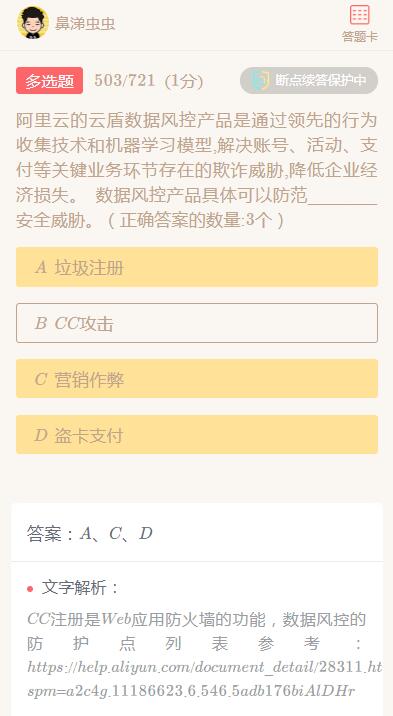 鼻涕虫虫
答题卡
多选题 503/721 (1分) 断点续答保护中
阿里云的云盾数据风控产品是通过领先的行为
收集技术和机器学习模型,解决账号、活动、支
付等关键业务环节存在的欺诈威胁,降低企业经
济损失。 数据风控产品具体可以防范________
安全威胁。(正确答案的数量:3个)
A 垃圾注册
B CC攻击
C 营销作弊
D 盗卡支付
答案：A、C、D
文字解析：
CC注册是Web应用防火墙的功能，数据风控的
防护点列表参考：
https://help.aliyun.com/document_detail/28311.ht
spm=a2c4g.11186623.6.546.5adb176biAlDHr